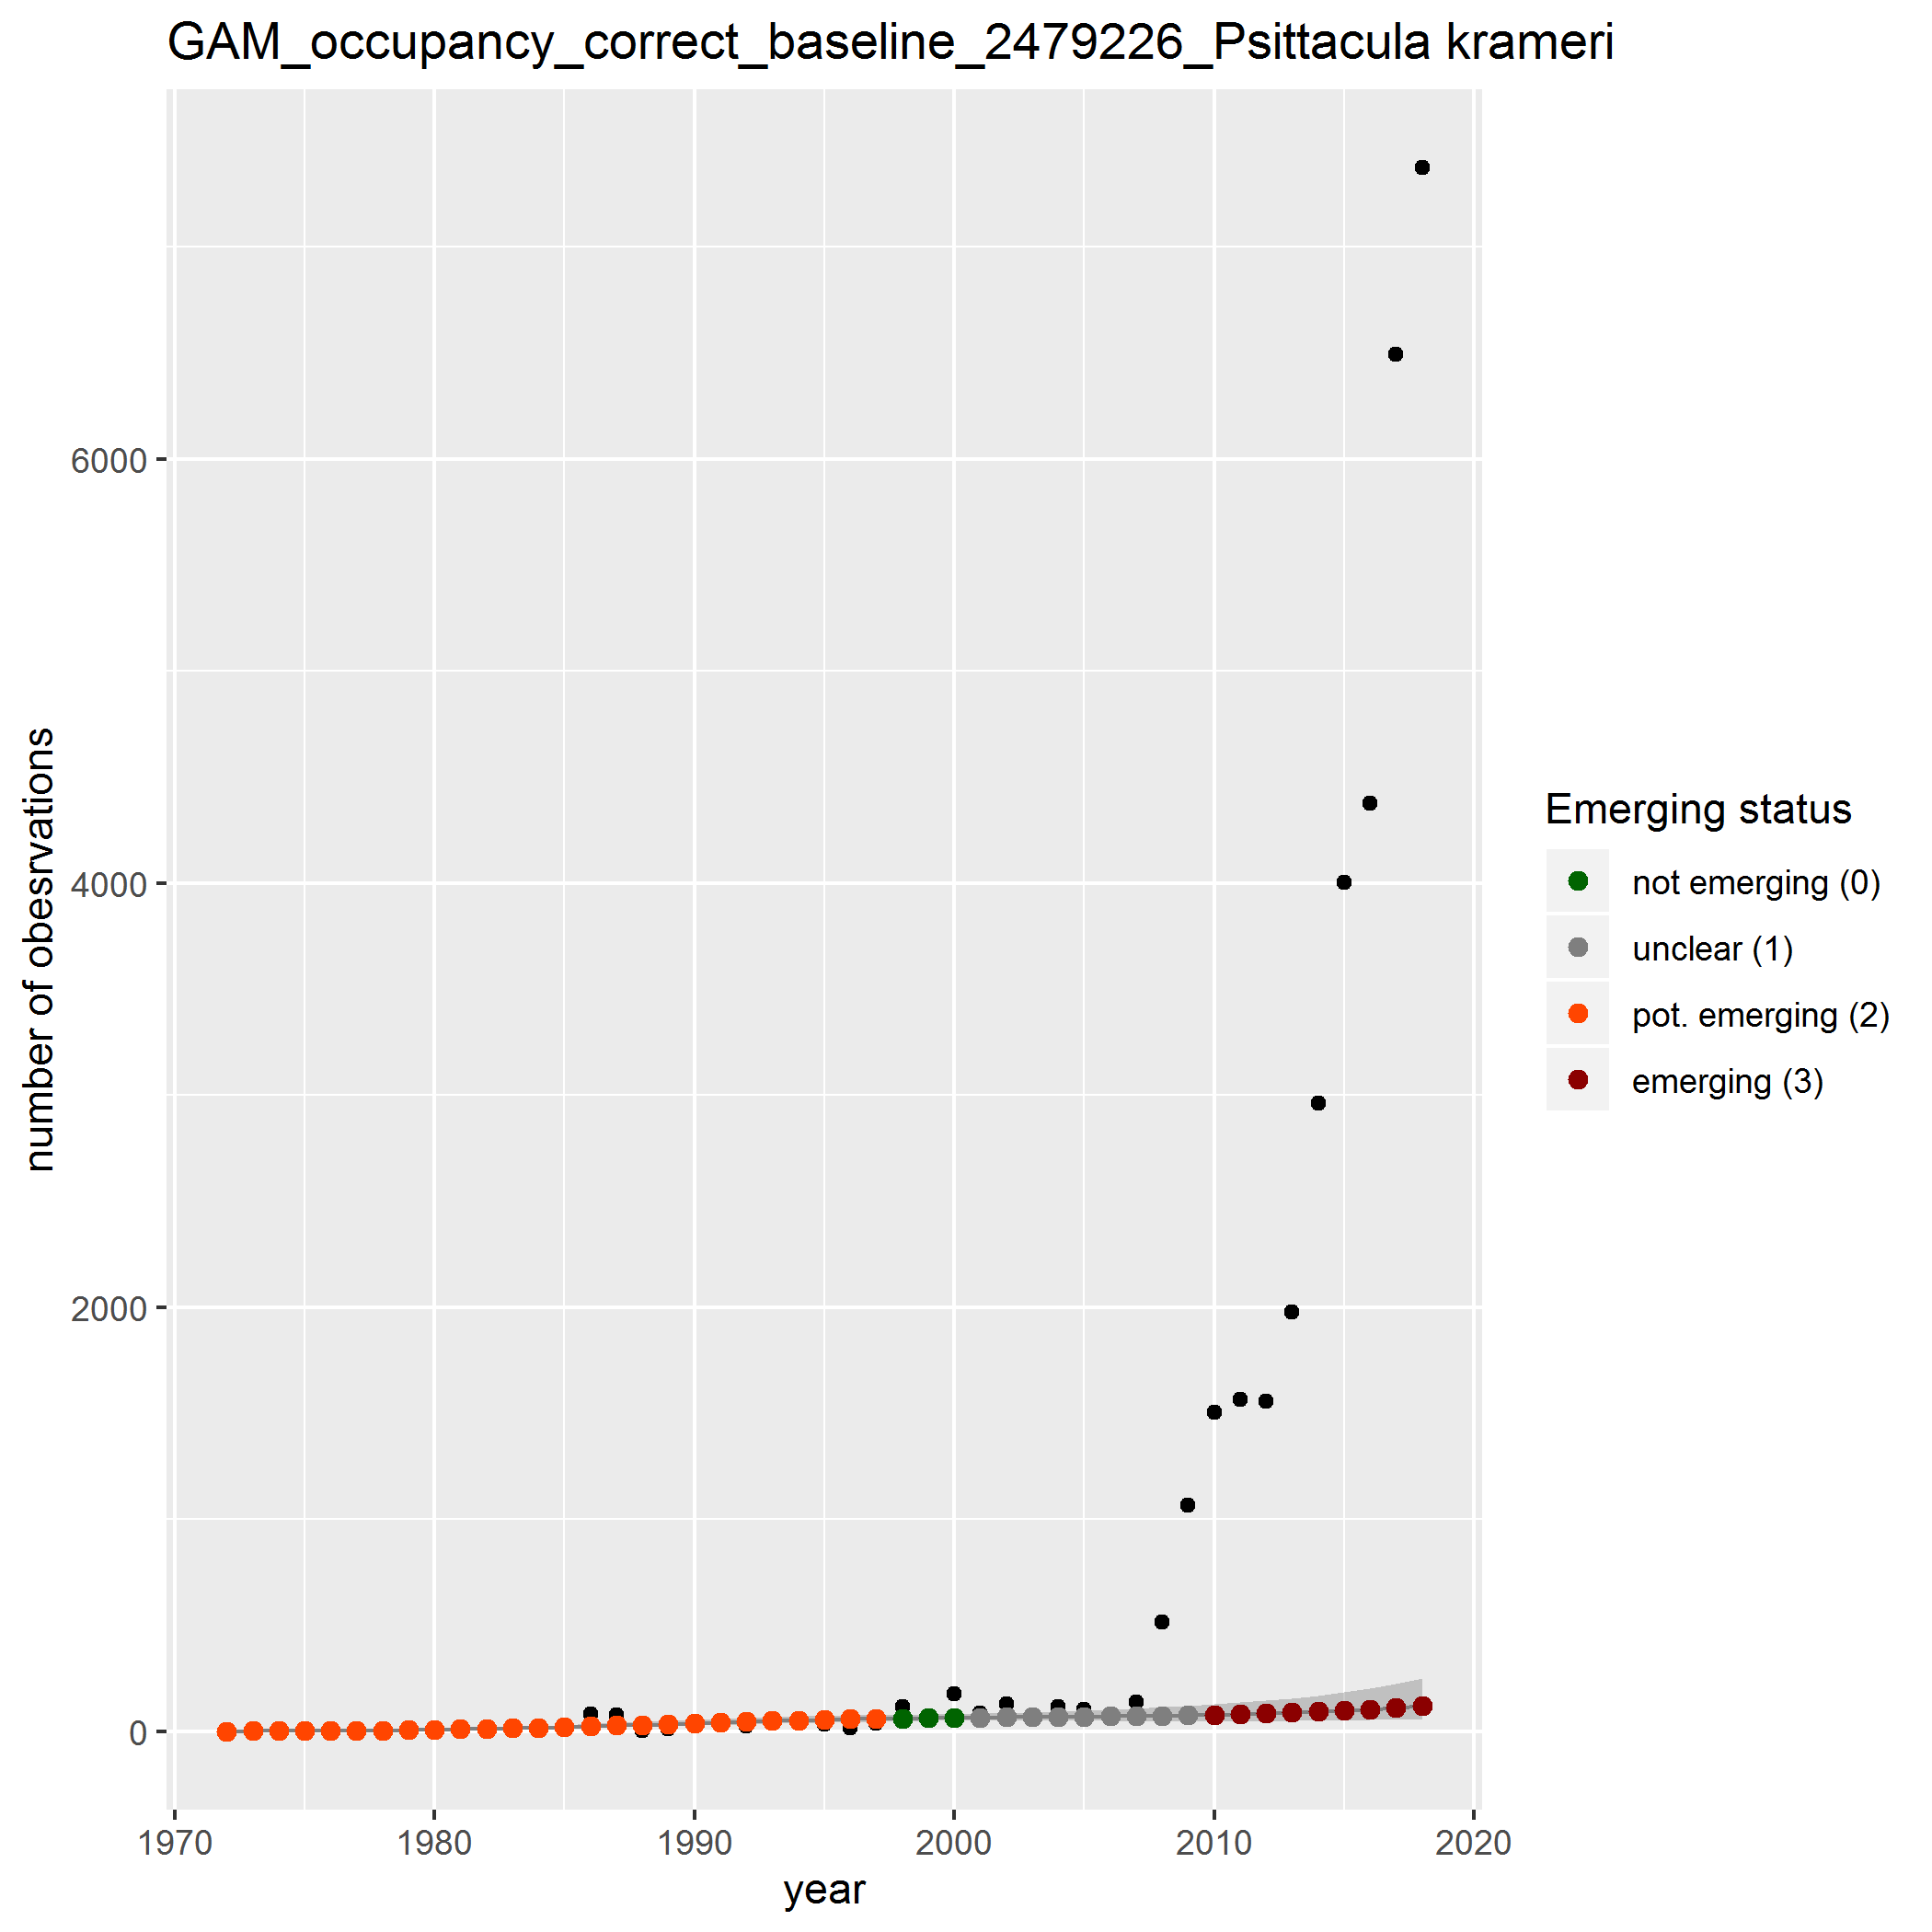 GAM_occupancy_correct_baseline_2479226_Psittacula krameri
number of obesrvations
6000
4000
2000
0
1970 1980 1990 2000 2010 2020
year
Emerging status
not emerging (0)
unclear (1)
pot. emerging (2)
emerging (3)